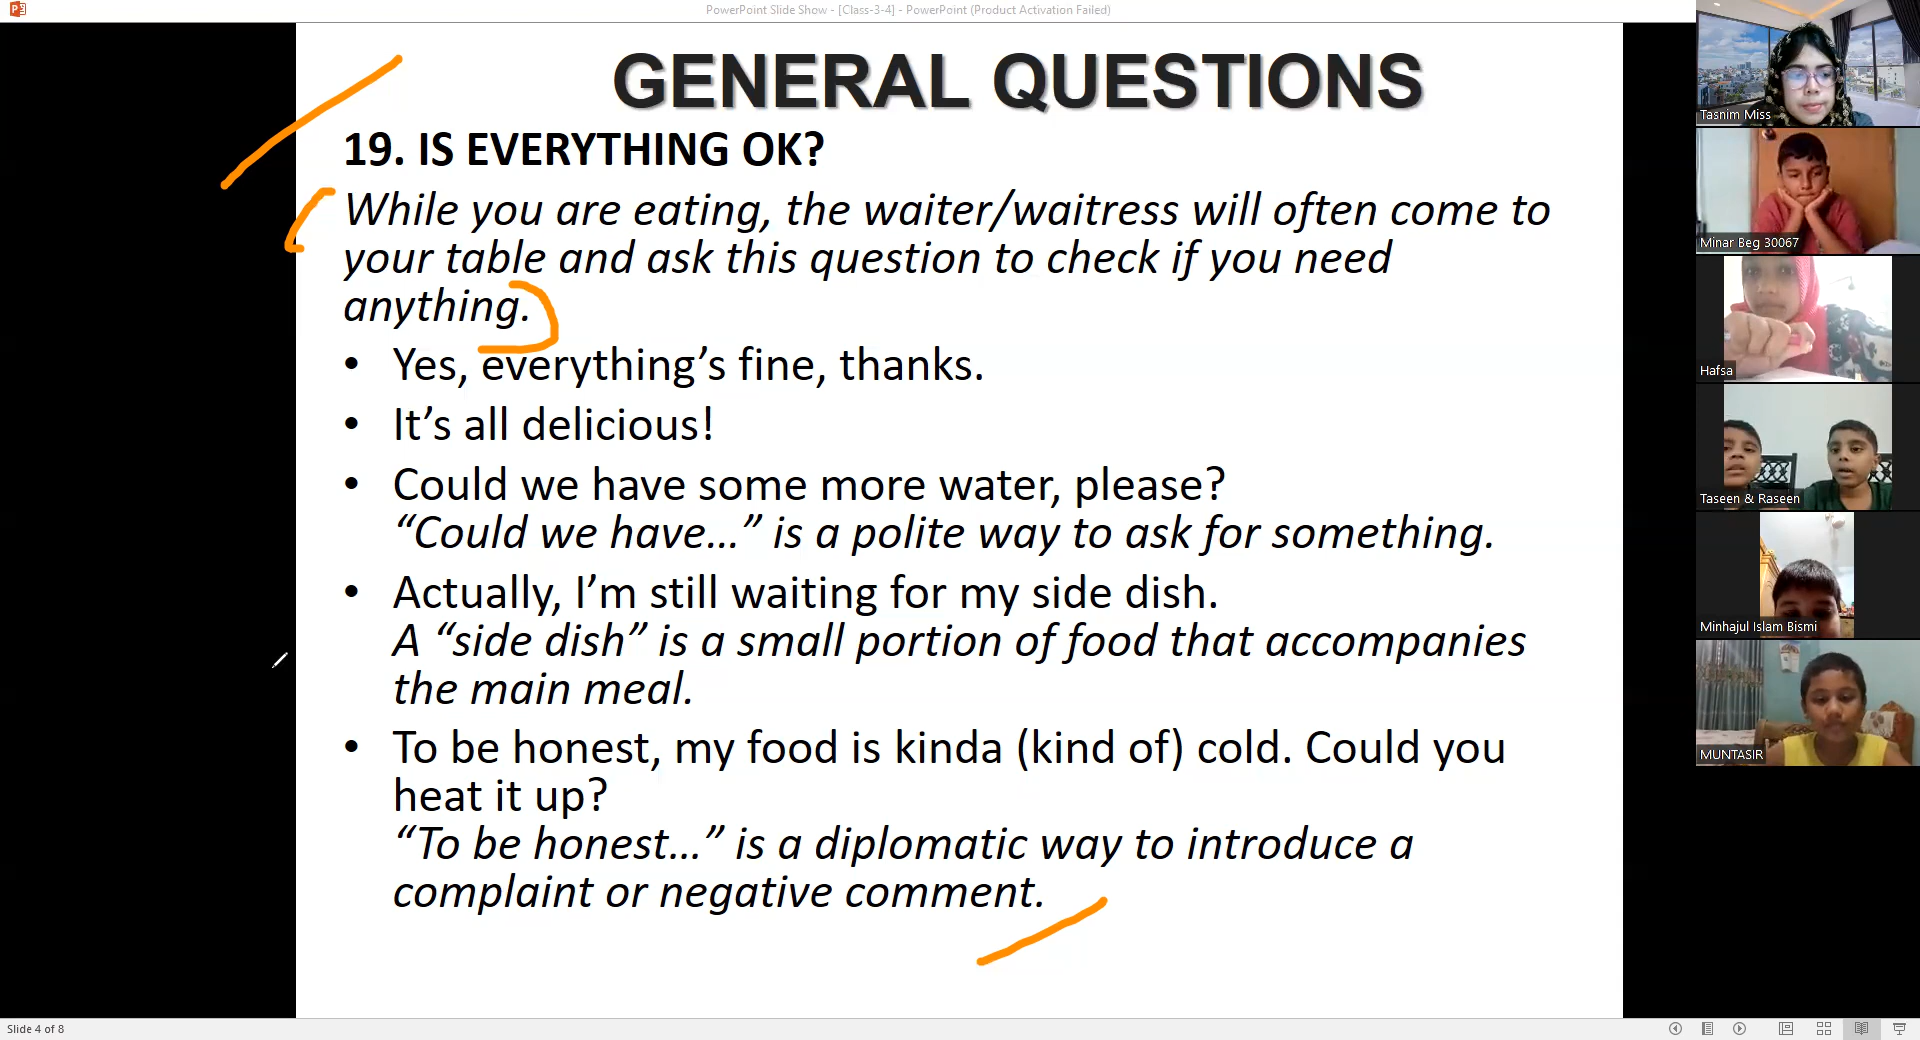 PowerPoint Slide Show - [Class-3-4] - PowerPoint (Product Activation Failed)
GENERAL QUESTIONS
19. IS EVERYTHING OK?
While you are eating, the waiter/waitress will often come to
your table and ask this question to check if you need
anything.
• Yes, everything’s fine, thanks.
• It’s all delicious!
• Could we have some more water, please?
“Could we have...” is a polite way to ask for something.
• Actually, I’m still waiting for my side dish.
A “side dish” is a small portion of food that accompanies
the main meal.
• To be honest, my food is kinda (kind of) cold. Could you
heat it up?
“To be honest...” is a diplomatic way to introduce a
complaint or negative comment.
Tasnim Miss
Minar Beg 30067
Hafsa
Taseen & Raseen
Minhajul Islam Bismi
MUNTASIR
Slide 4 of 8